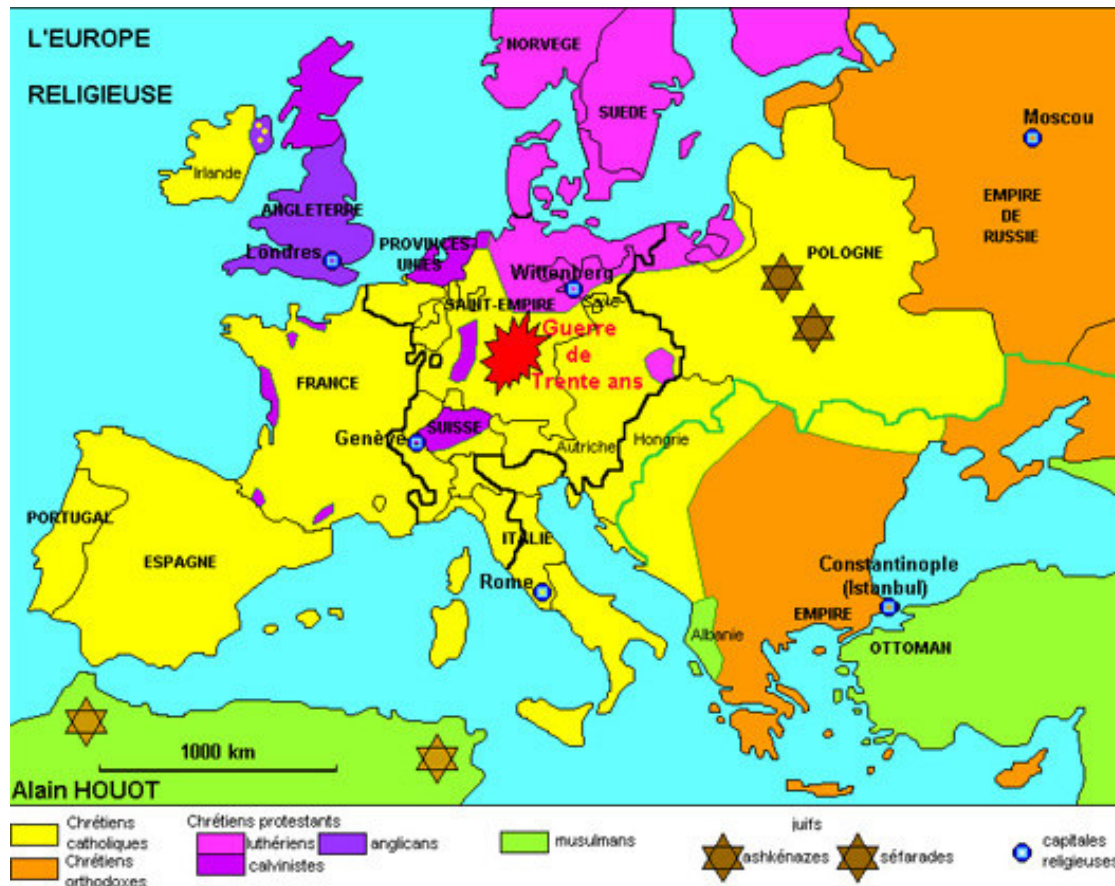 L'EUROPE
RELIGIEUSE
NORVEGE
SUEDE
Moscou
Irlande
EMPIRE
DE
RUSSIE
ANGLETERRE
Londres
PROVINCES
UNIES
POLOGNE
Wittenberg
SAINT-EMPIRE
Saxe
Guerre
de
Trente ans
FRANCE
SUISSE
Genève
Autriche
Hongrie
PORTUGAL
ESPAGNE
ITALIE
Rome
Constantinople
(Istanbul)
EMPIRE
Albanie
OTTOMAN
1000 km
Alain HOUOT
Chrétiens
catholiques
Chrétiens
orthodoxes
Chrétiens protestants
luthériens
anglicans
calvinistes
musulmans
juifs
ashkénazes
séfarades
capitales
religieuses